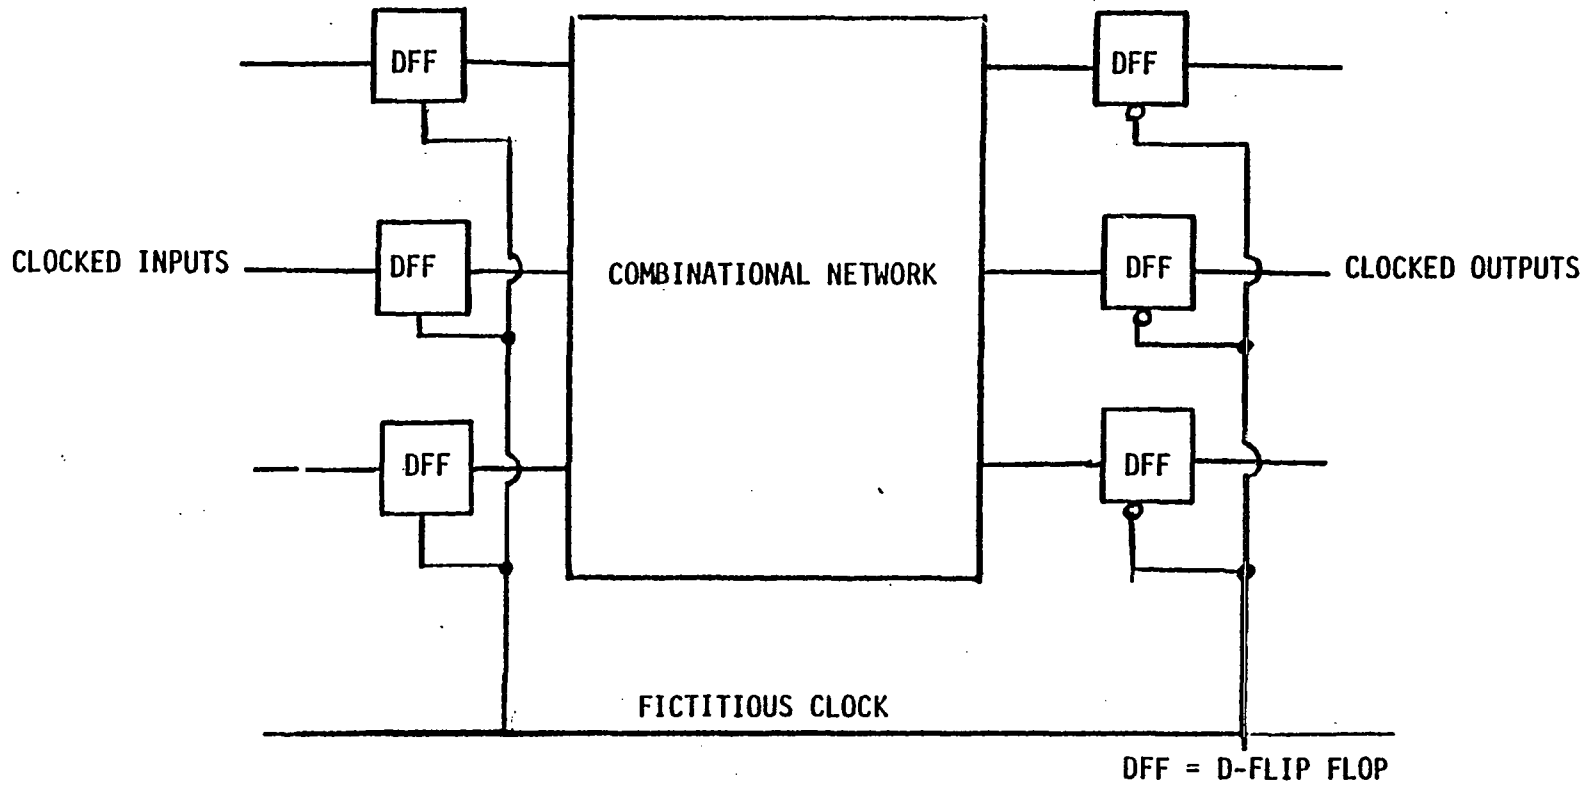 DFF
DFF
CLOCKED INPUTS
DFF
COMBINATIONAL NETWORK
DFF
CLOCKED OUTPUTS
DFF
DFF
FICTITIOUS CLOCK
DFF = D-FLIP FLOP